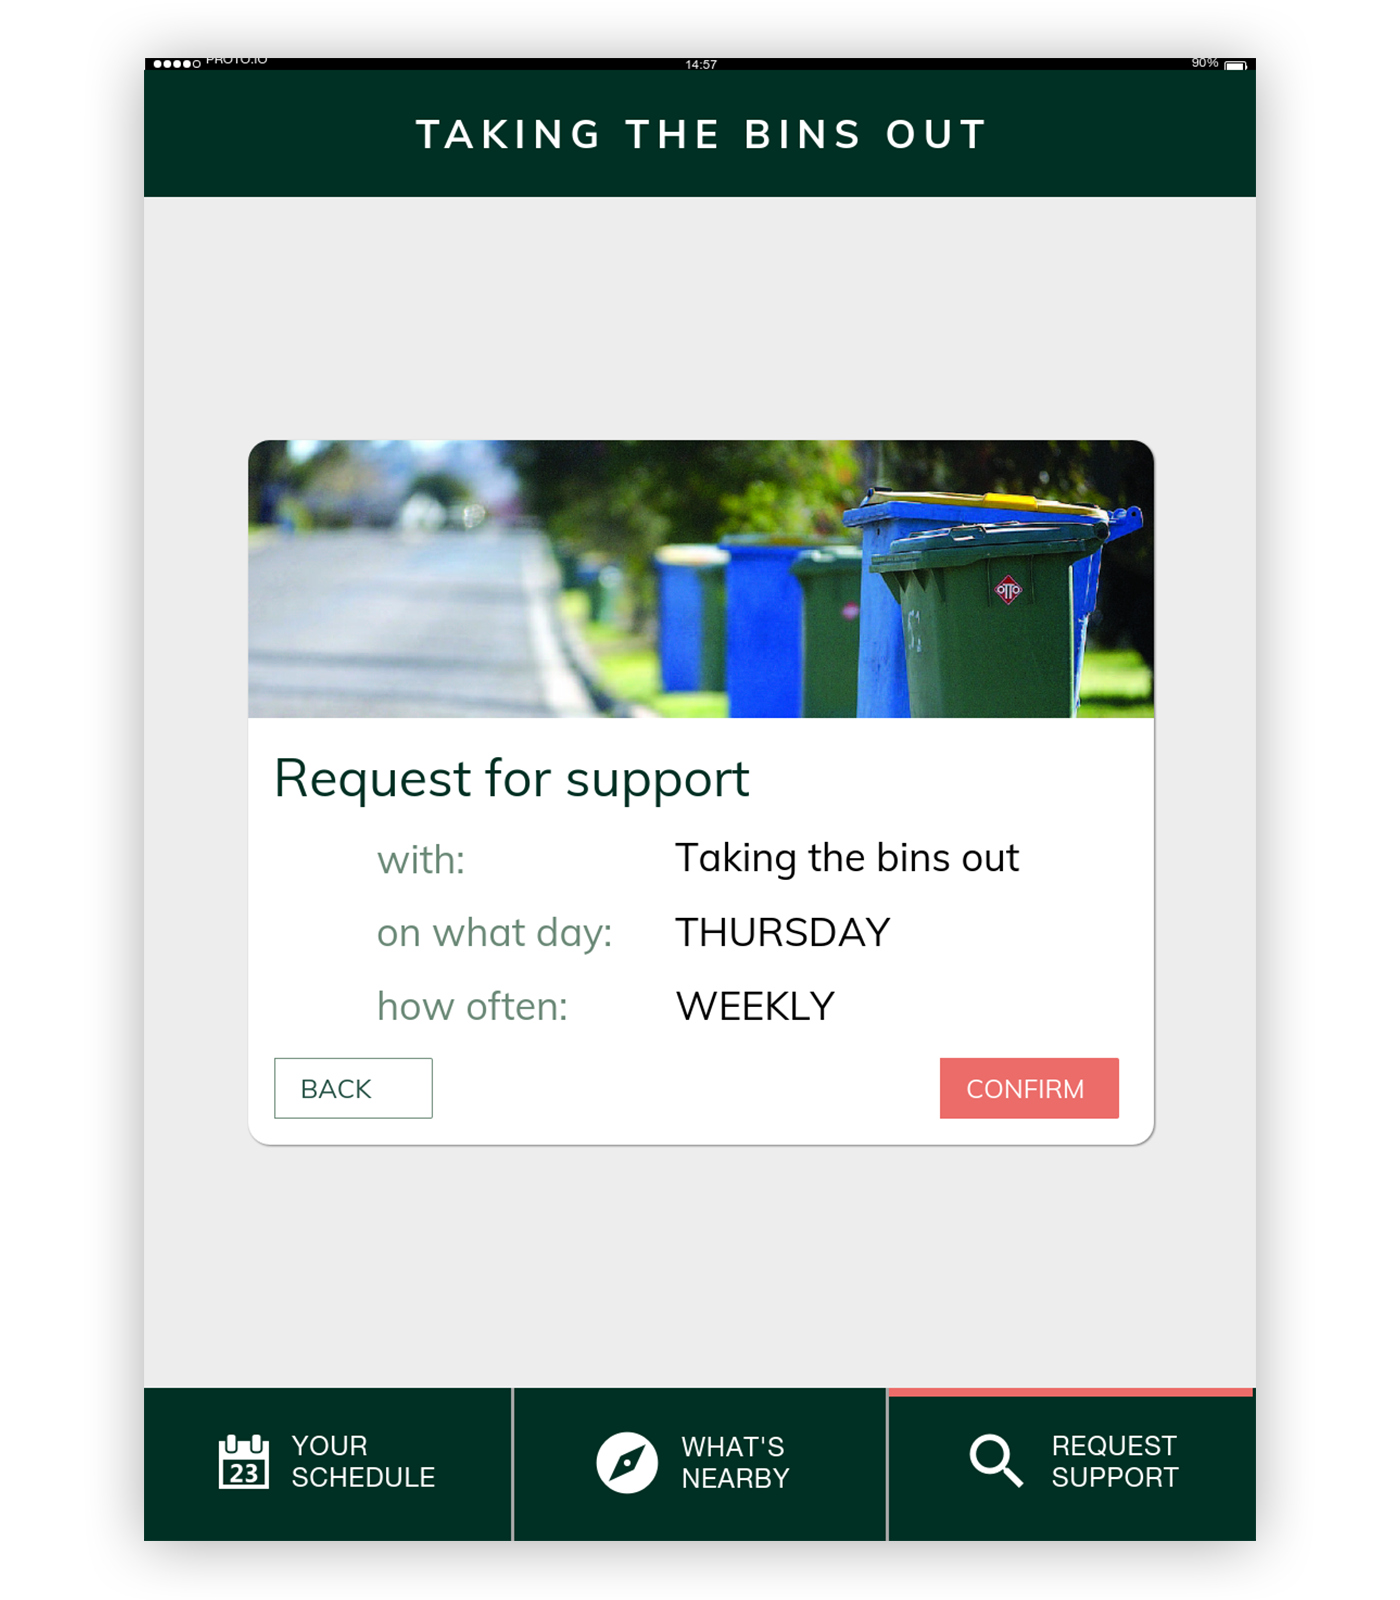 PROTO.IO 14:57 90%
TAKING THE BINS OUT
OTTO
Request for support
with: Taking the bins out
on what day: THURSDAY
how often: WEEKLY
BACK CONFIRM
23
YOUR
SCHEDULE
WHAT'S
NEARBY
REQUEST
SUPPORT